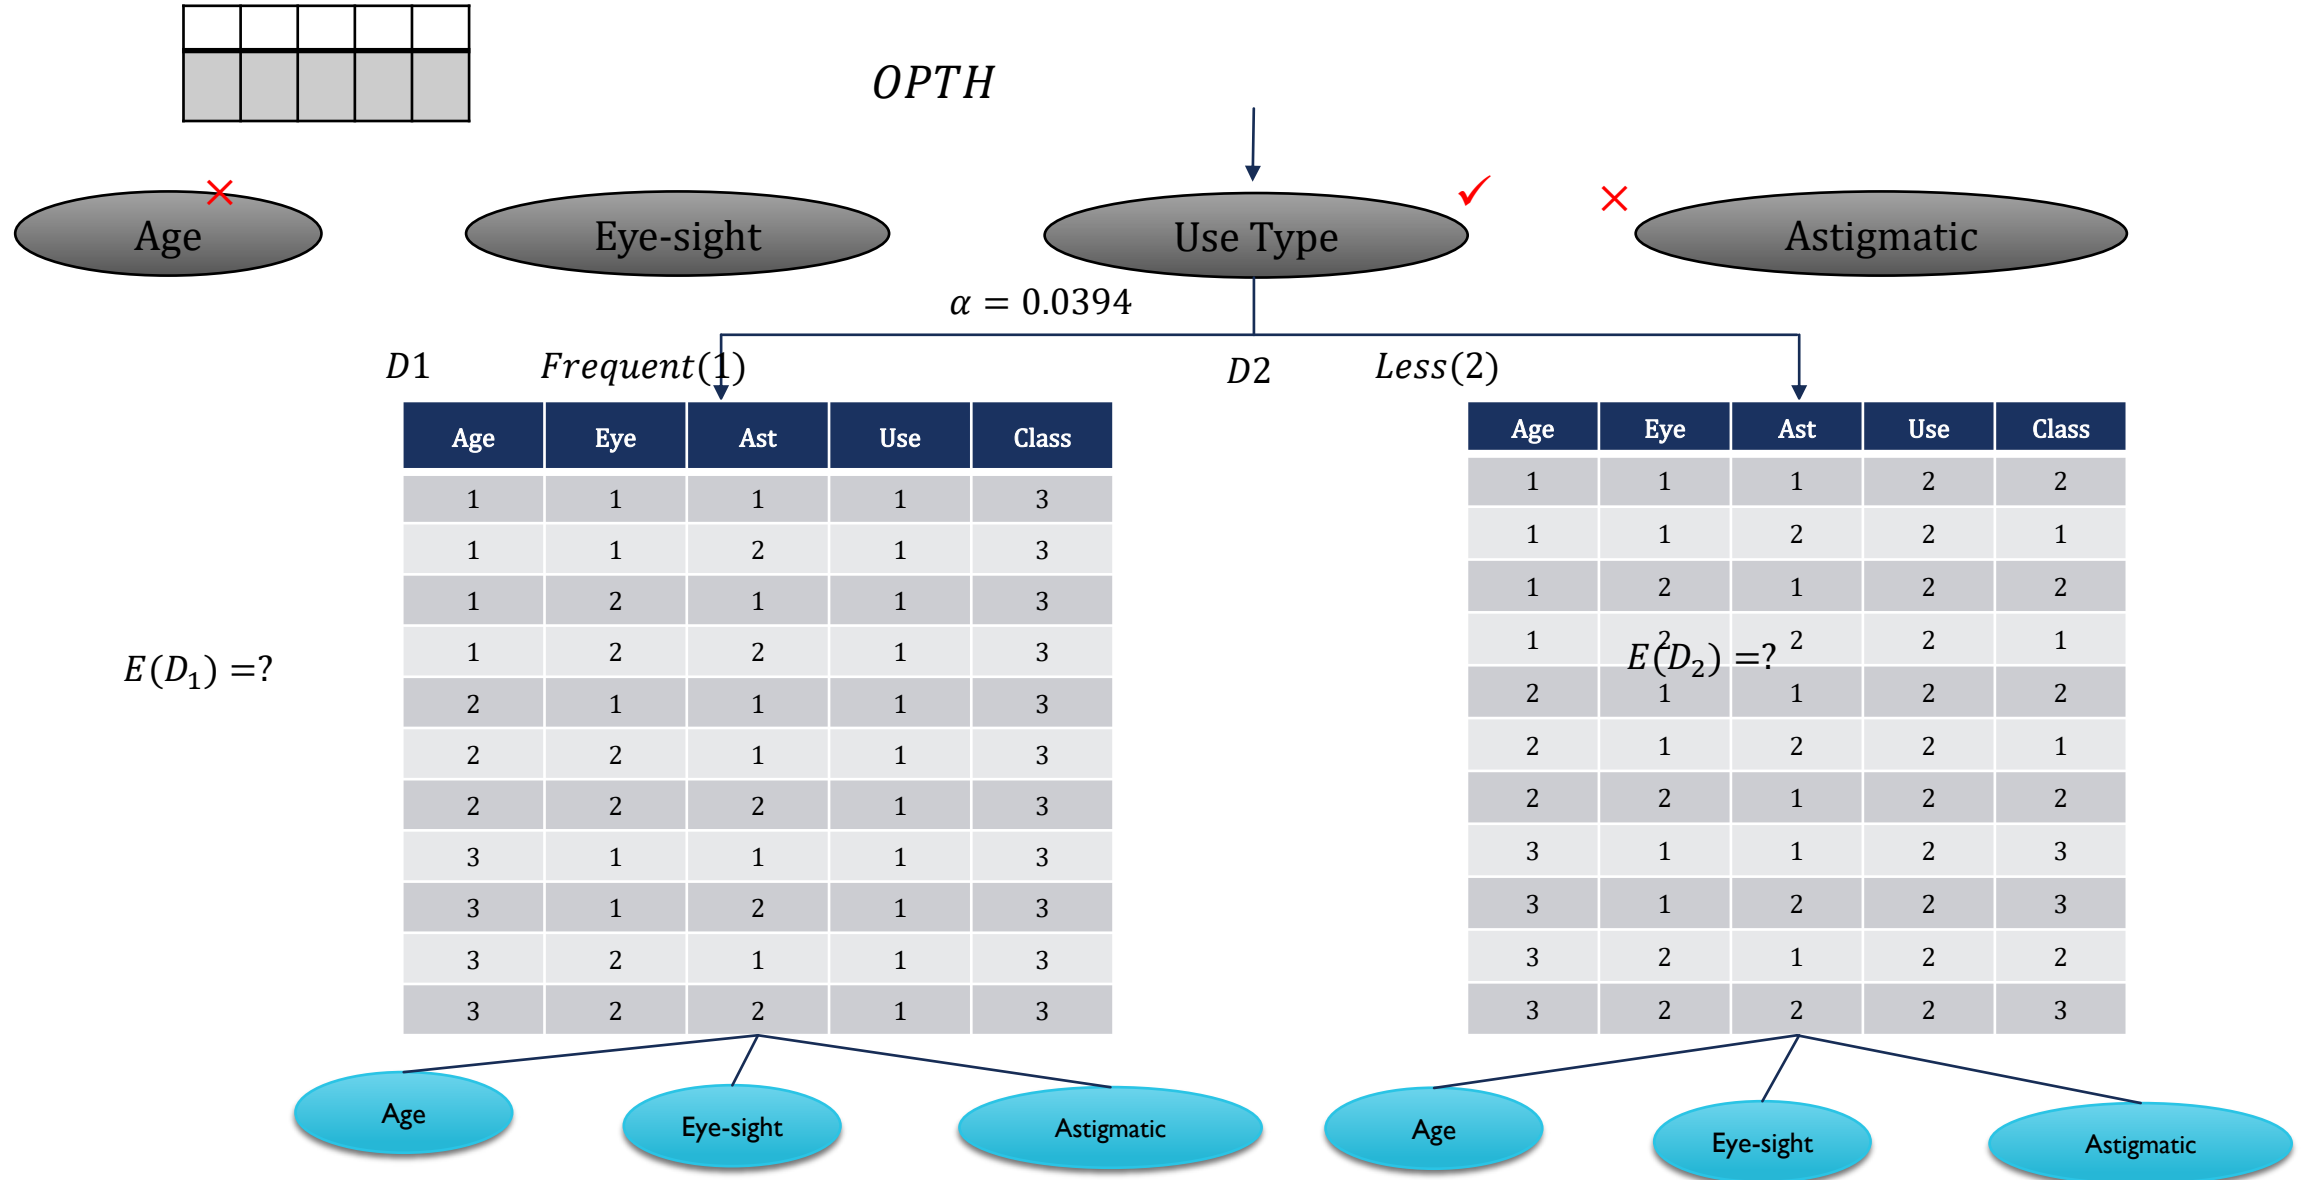 OPTH
Age
Eye-sight
Use Type
Astigmatic
α = 0.0394
D1 Frequent(1)
D2 Less(2)
Age Eye Ast Use Class
1 1 1 1 3
1 1 2 1 3
1 2 1 1 3
1 2 2 1 3
2 1 1 1 3
2 2 1 1 3
2 2 2 1 3
3 1 1 1 3
3 1 2 1 3
3 2 1 1 3
3 2 2 1 3
E(D₁) =?
Age Eye Ast Use Class
1 1 1 2 2
1 1 2 2 1
1 2 1 2 2
1 2 2 2 1
2 1 1 2 2
2 1 2 2 1
2 2 1 2 2
3 1 1 2 3
3 1 2 2 3
3 2 1 2 2
3 2 2 2 3
E(D₂) =?
Age
Eye-sight
Astigmatic
Age
Eye-sight
Astigmatic